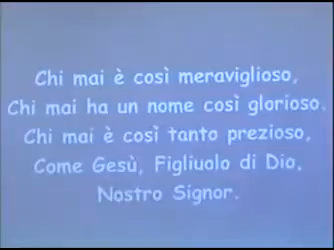 Chi mai è così meraviglioso,
Chi mai ha un nome così glorioso.
Chi mai è così tanto prezioso,
Come Gesù, Figliuolo di Dio,
Nostro Signor.